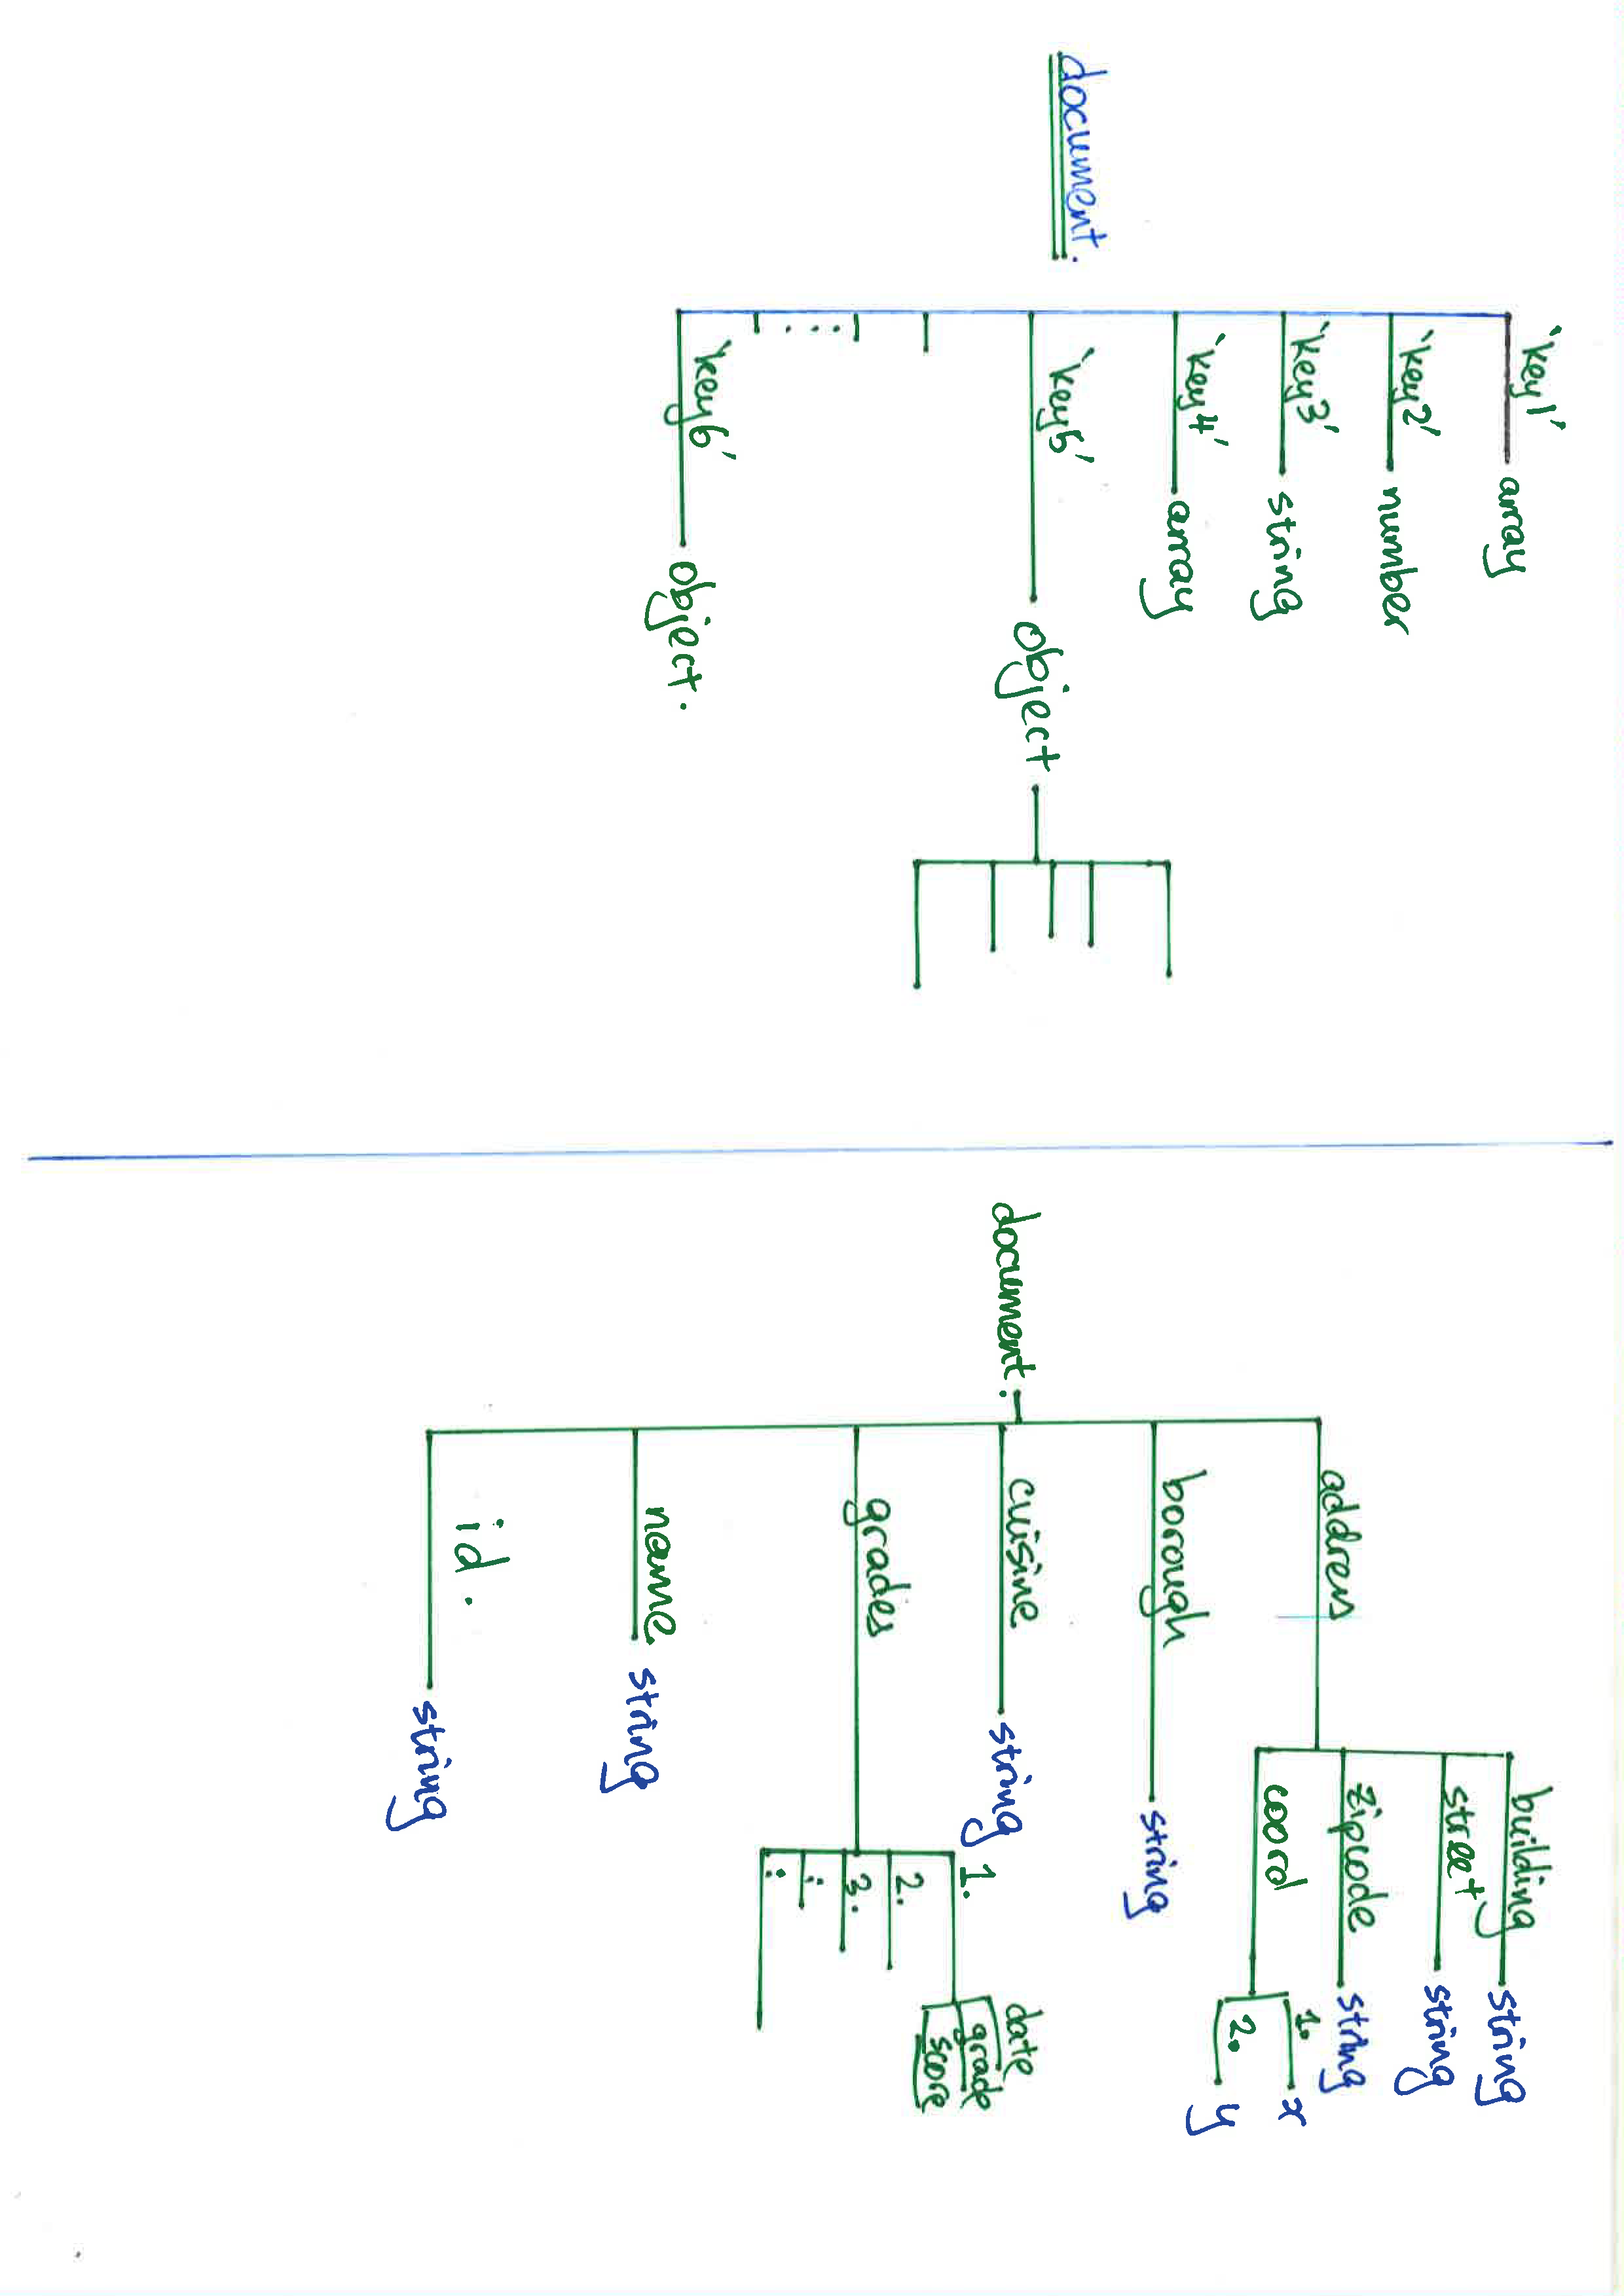 document.
'key1' array
'key2' number
'key3' string
'key4' array
'key5' object
'key6' object.
document.
address
building string
street string
zipcode string
coord
1. x
2. y
borough string
cuisine string
grades
1. date
grade
score
2.
3.
name string
id. string